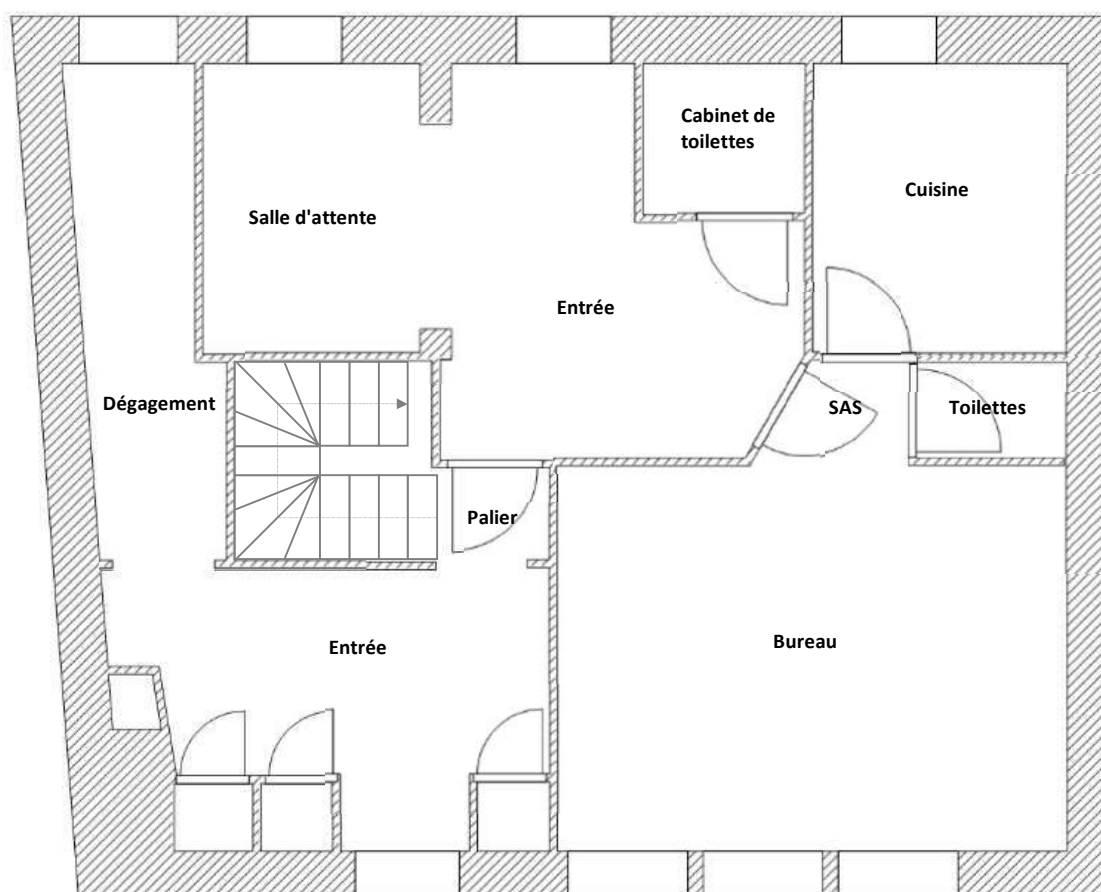 Cabinet de
toilettes
Cuisine
Salle d'attente
Entrée
Dégagement
SAS
Toilettes
Palier
Entrée
Bureau